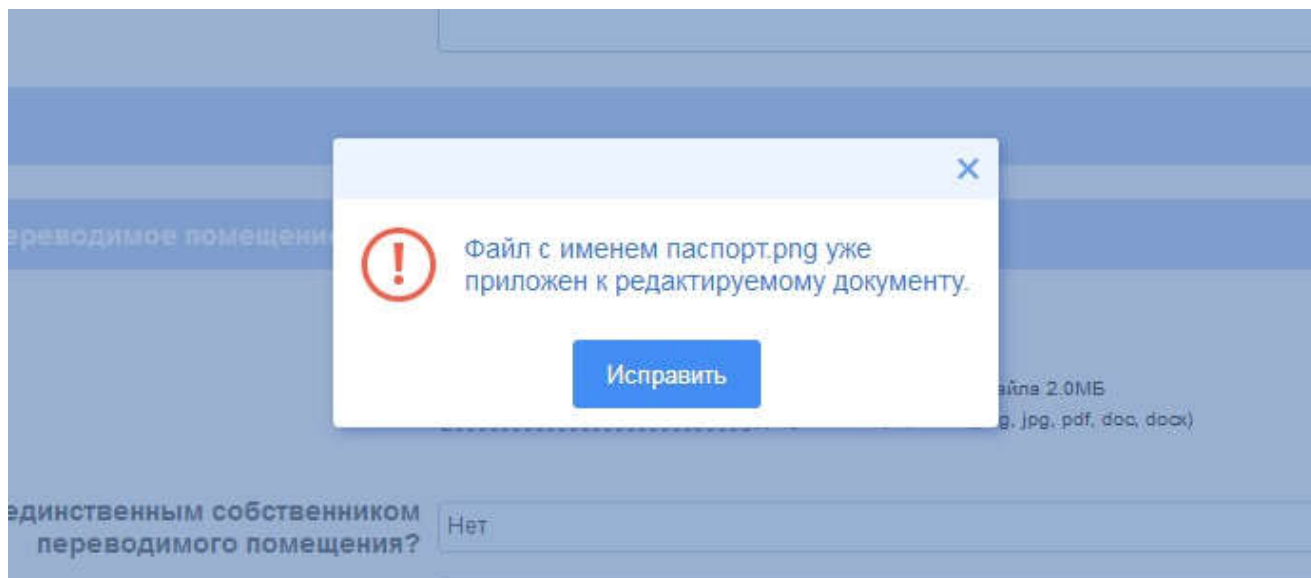 ×
переводимое помещени
Файл с именем паспорт.png уже
приложен к редактируемому документу.
Исправить
айла 2.0МБ
g, jpg, pdf, doc, docx)
единственным собственником
переводимого помещения?
Нет